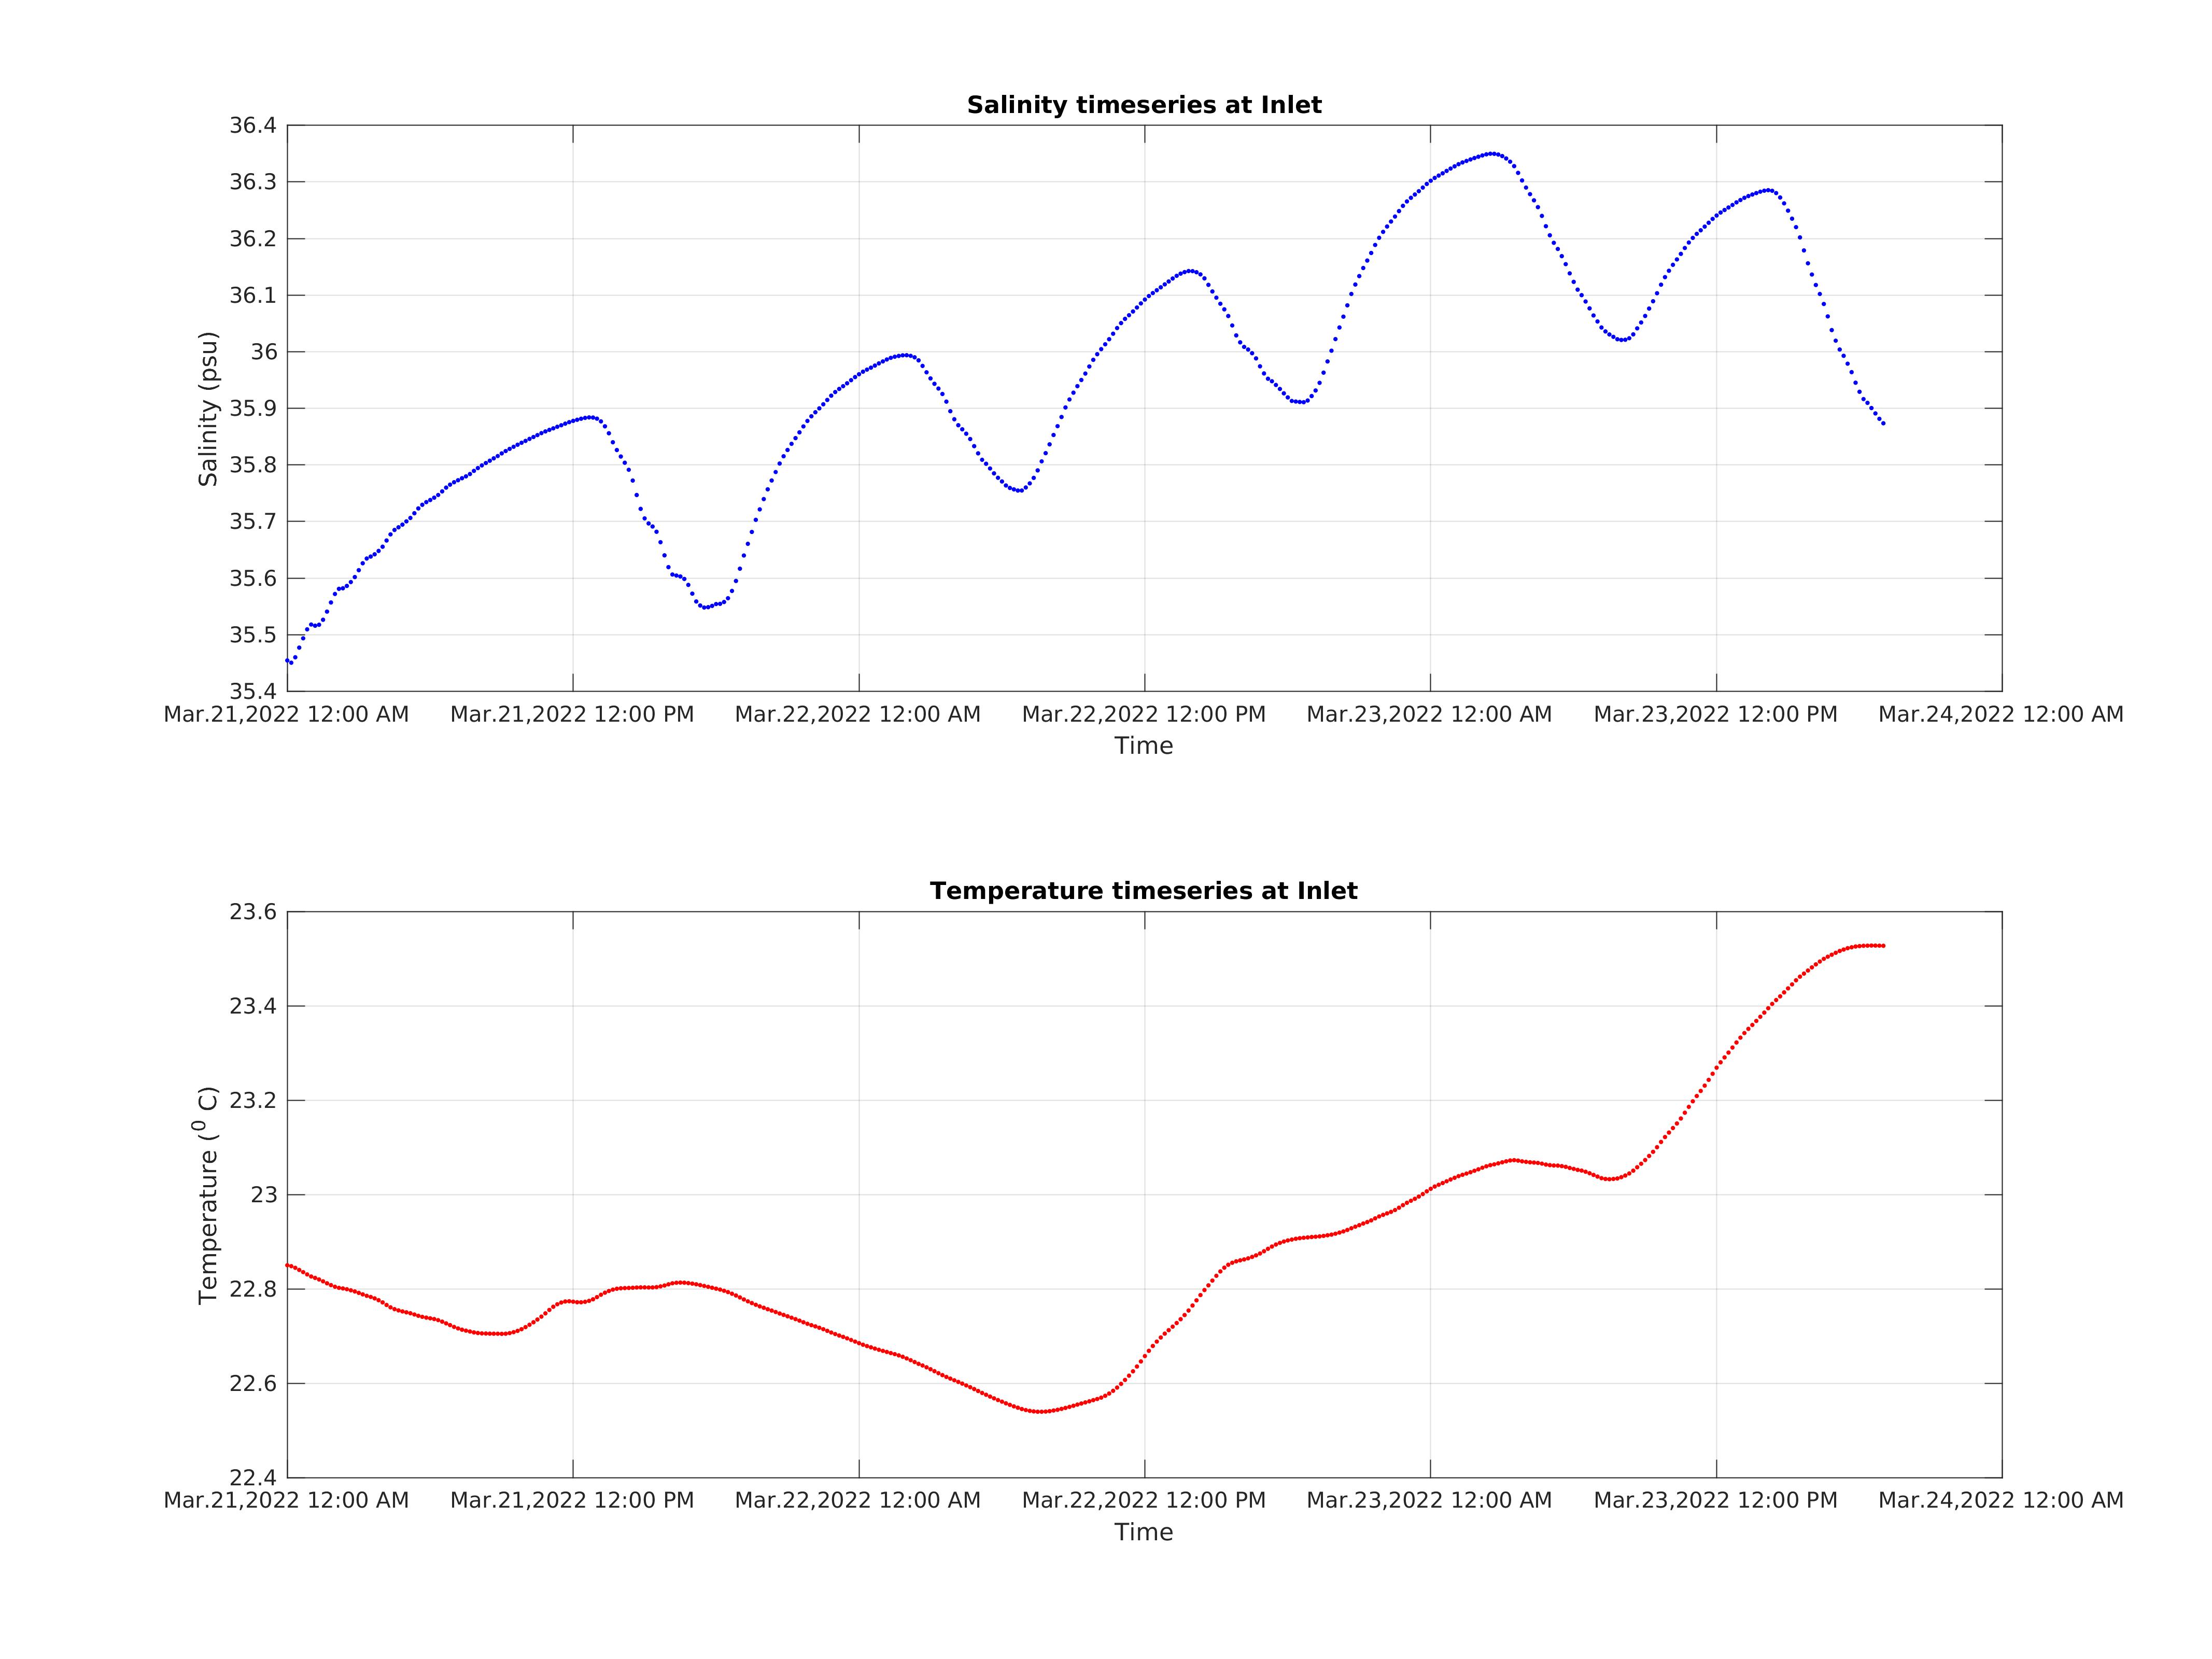 Salinity timeseries at Inlet
36.4
36.3
36.2
36.1
36
35.9
35.8
35.7
35.6
35.5
35.4
Salinity (psu)
Mar.21,2022 12:00 AM Mar.21,2022 12:00 PM Mar.22,2022 12:00 AM Mar.22,2022 12:00 PM Mar.23,2022 12:00 AM Mar.23,2022 12:00 PM Mar.24,2022 12:00 AM
Time
Temperature timeseries at Inlet
23.6
23.4
23.2
23
22.8
22.6
22.4
Temperature (⁰ C)
Mar.21,2022 12:00 AM Mar.21,2022 12:00 PM Mar.22,2022 12:00 AM Mar.22,2022 12:00 PM Mar.23,2022 12:00 AM Mar.23,2022 12:00 PM Mar.24,2022 12:00 AM
Time